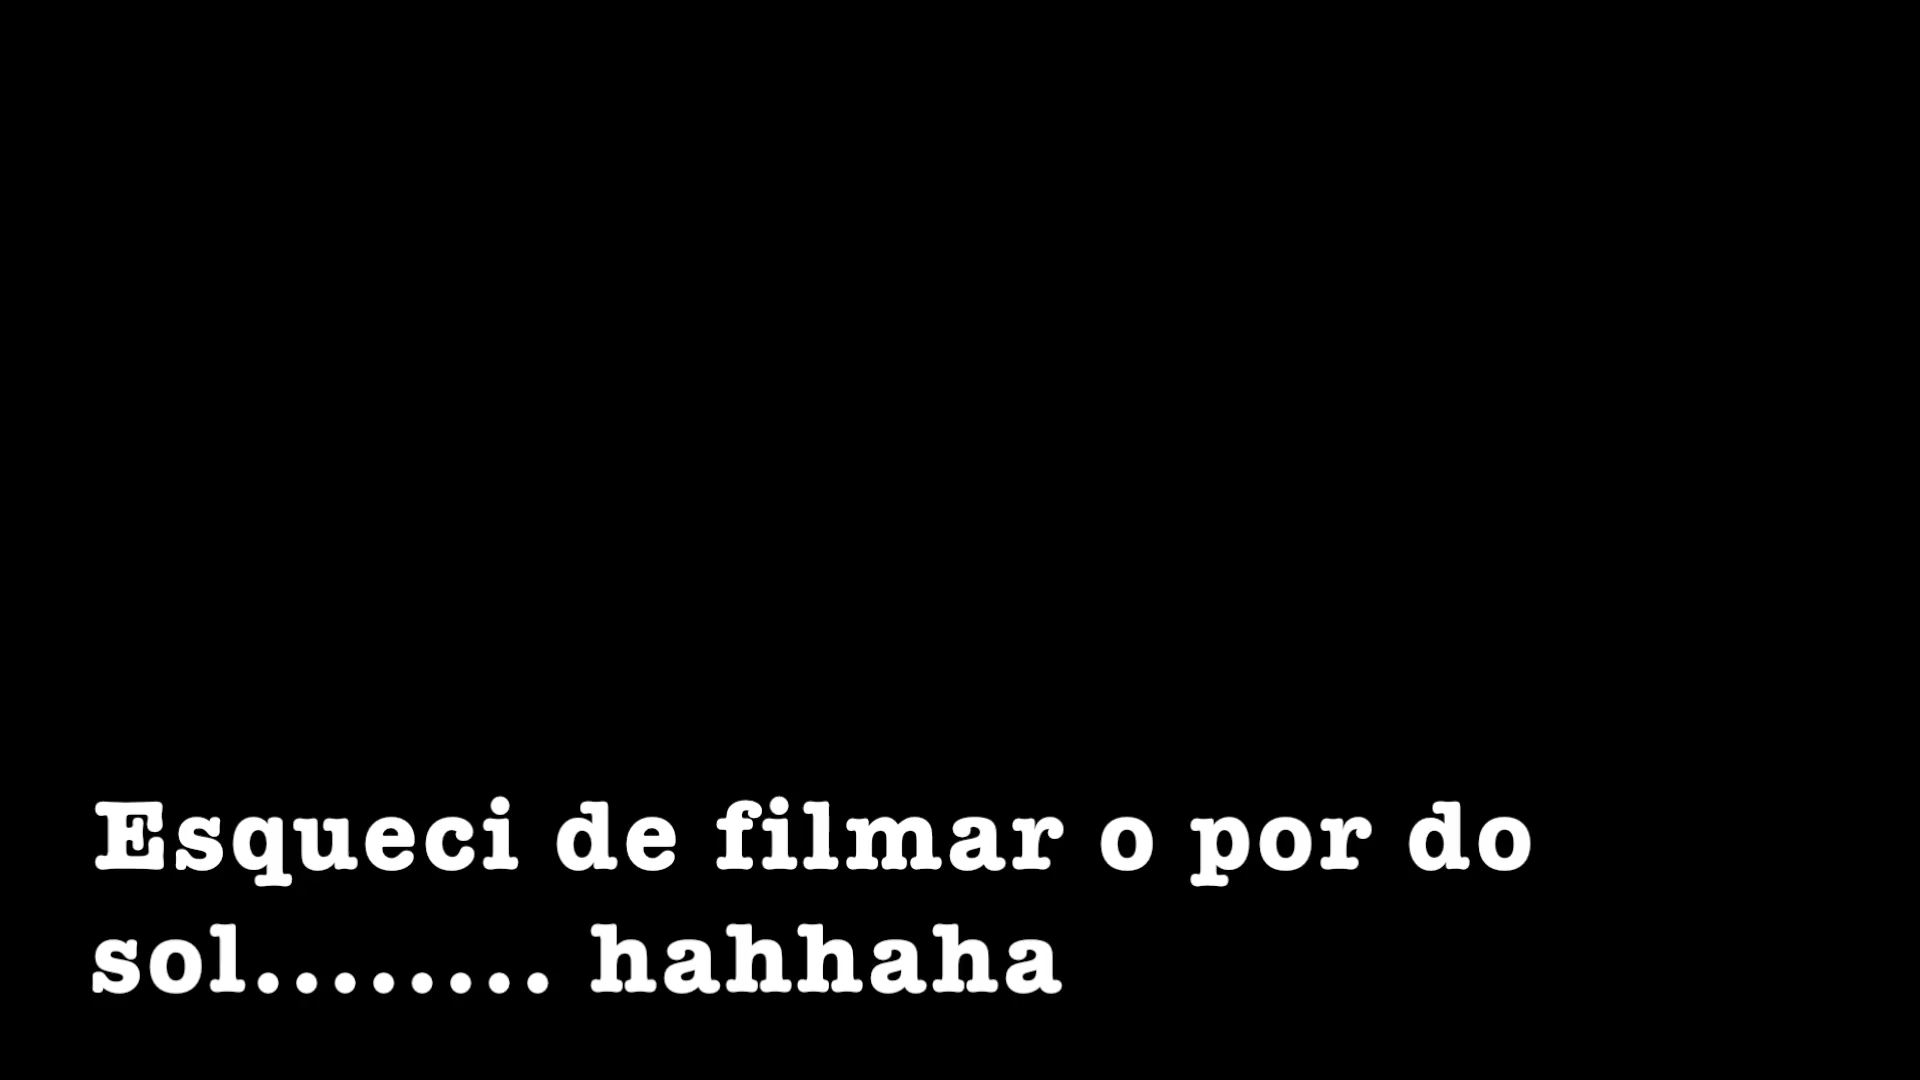 Esqueci de filmar o por do
sol........ hahhaha